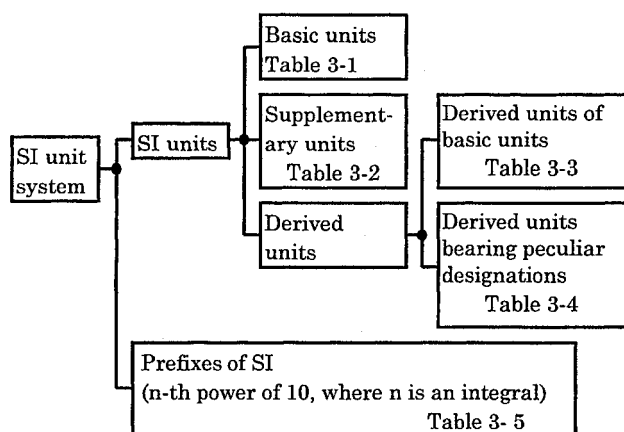 Basic units
Table 3-1
SI unit
system
SI units
Supplement-
ary units
Table 3-2
Derived
units
Derived units of
basic units
Table 3-3
Derived units
bearing peculiar
designations
Table 3-4
Prefixes of SI
(n-th power of 10, where n is an integral)
Table 3- 5